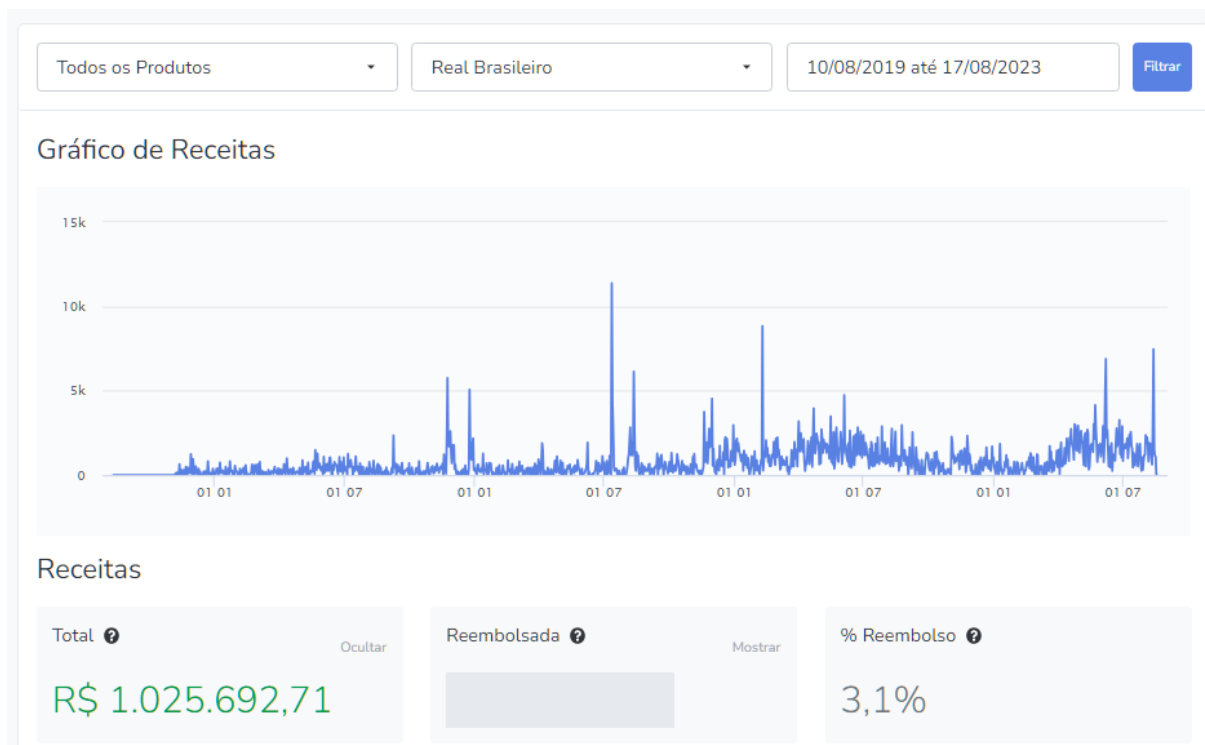 Todos os Produtos Real Brasileiro 10/08/2019 até 17/08/2023 Filtrar
Gráfico de Receitas
15k
10k
5k
0
01 01 01 07 01 01 01 07 01 01 01 07 01 01 01 07
Receitas
Total ? Ocultar Reembolsada ? Mostrar % Reembolso ?
R$ 1.025.692,71 3,1%